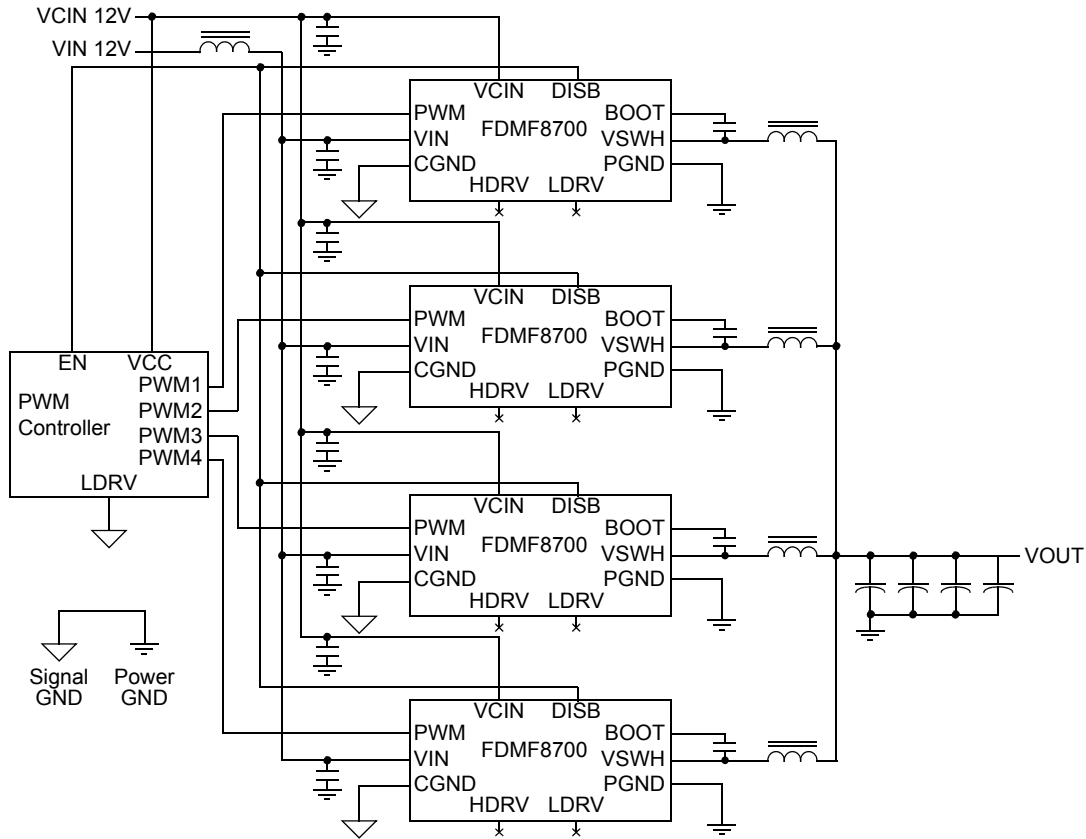 VCIN 12V
VIN 12V
VCIN DISB
PWM BOOT
FDMF8700
VIN VSWH
CGND PGND
HDRV LDRV
VCIN DISB
PWM BOOT
FDMF8700
VIN VSWH
CGND PGND
HDRV LDRV
EN VCC
PWM1
PWM2
PWM3
PWM4
PWM
Controller
LDRV
VCIN DISB
PWM BOOT
FDMF8700
VIN VSWH
CGND PGND
HDRV LDRV
VOUT
Signal
GND
Power
GND
VCIN DISB
PWM BOOT
FDMF8700
VIN VSWH
CGND PGND
HDRV LDRV